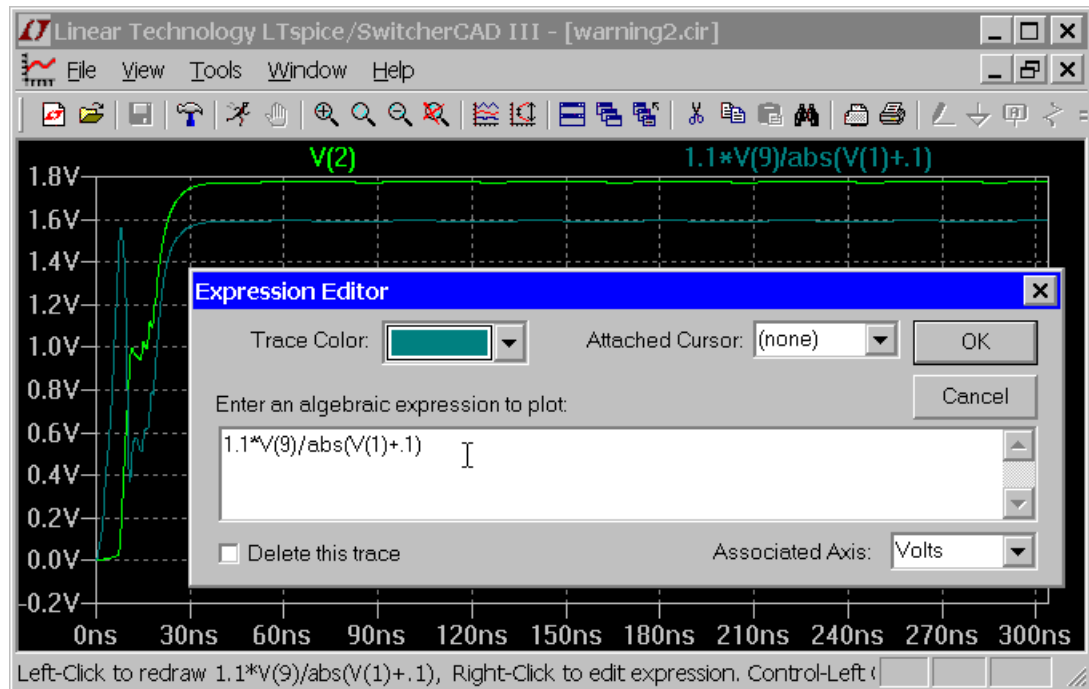 Linear Technology LTspice/SwitcherCAD III - [warning2.cir]
File View Tools Window Help
V(2) 1.1*V(9)/abs(V(1)+.1)
1.8V
1.6V
1.4V
1.2V
1.0V
0.8V
0.6V
0.4V
0.2V
0.0V
-0.2V
Expression Editor
Trace Color: Attached Cursor: (none) OK
Cancel
Enter an algebraic expression to plot:
1.1*V(9)/abs(V(1)+.1)
Delete this trace Associated Axis: Volts
0ns 30ns 60ns 90ns 120ns 150ns 180ns 210ns 240ns 270ns 300ns
Left-Click to redraw 1.1*V(9)/abs(V(1)+.1), Right-Click to edit expression. Control-Left